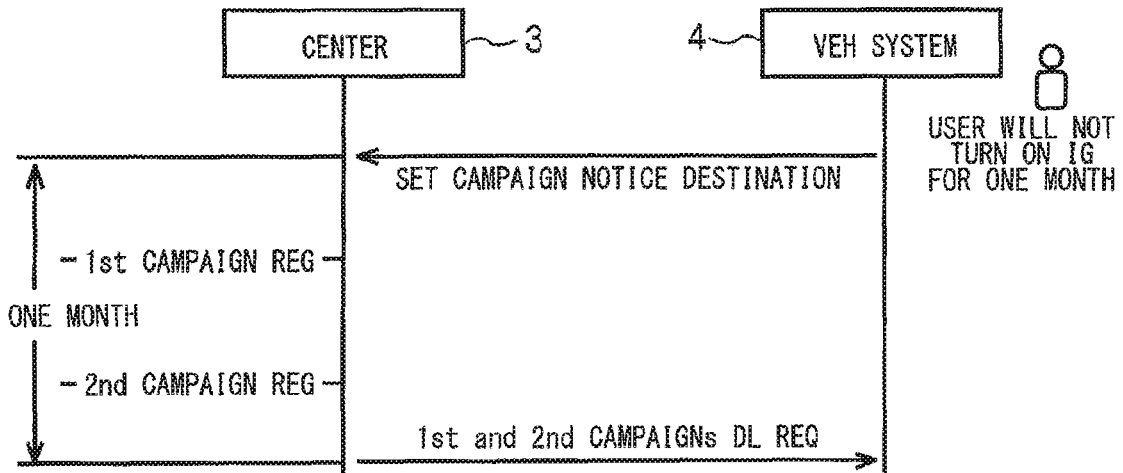 CENTER
3
4
VEH SYSTEM
USER WILL NOT
TURN ON IG
FOR ONE MONTH
SET CAMPAIGN NOTICE DESTINATION
-1st CAMPAIGN REG-
ONE MONTH
-2nd CAMPAIGN REG-
1st and 2nd CAMPAIGNs DL REQ